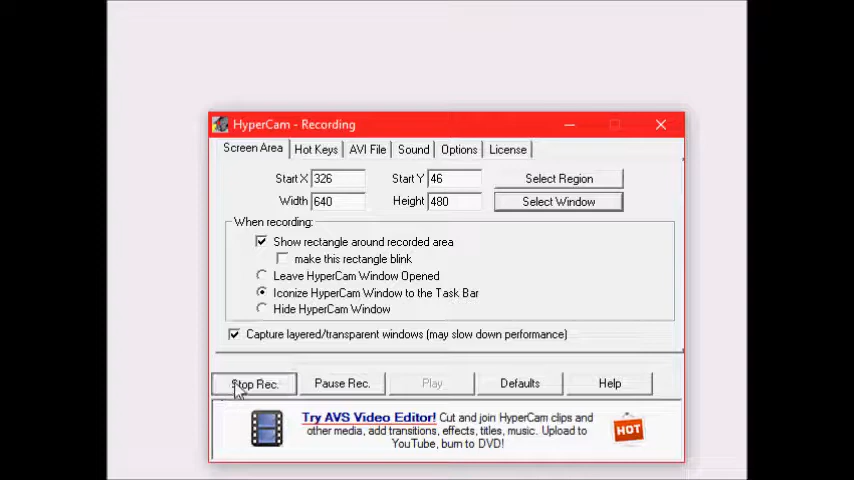 HyperCam - Recording
Screen Area Hot Keys AVI File Sound Options License
Start X 326 Start Y 46 Select Region
Width 640 Height 480 Select Window
When recording:
Show rectangle around recorded area
make this rectangle blink
Leave HyperCam Window Opened
Iconize HyperCam Window to the Task Bar
Hide HyperCam Window
Capture layered/transparent windows (may slow down performance)
Stop Rec. Pause Rec. Play Defaults Help
Try AVS Video Editor! Cut and join HyperCam clips and
other media, add transitions, effects, titles, music. Upload to
YouTube, burn to DVD!
HOT